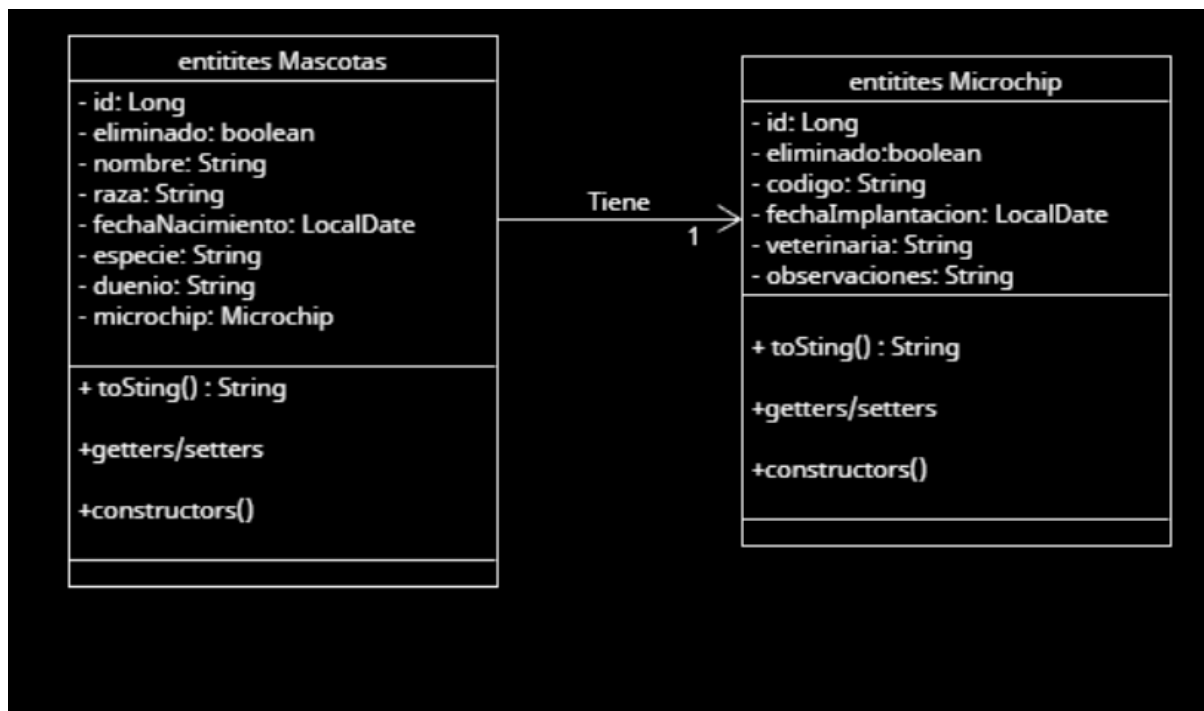 entitites Mascotas
- id: Long
- eliminado: boolean
- nombre: String
- raza: String
- fechaNacimiento: LocalDate
- especie: String
- duenio: String
- microchip: Microchip
+ toSting() : String
+getters/setters
+constructors()
Tiene
1
entitites Microchip
- id: Long
- eliminado:boolean
- codigo: String
- fechaImplantacion: LocalDate
- veterinaria: String
- observaciones: String
+ toSting() : String
+getters/setters
+constructors()